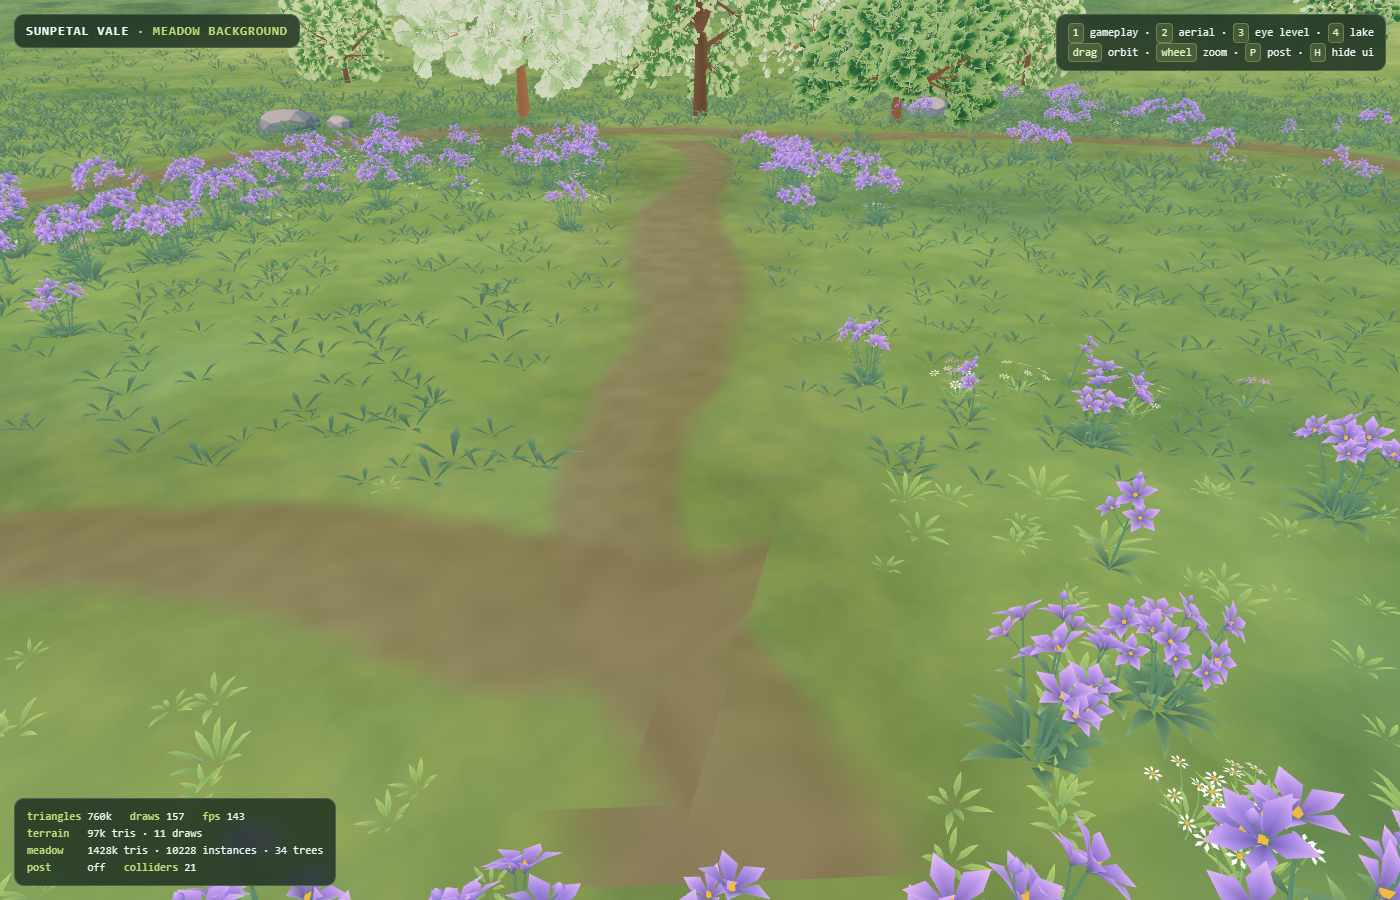 SUNPETAL VALE · MEADOW BACKGROUND
1 gameplay · 2 aerial · 3 eye level · 4 lake
drag orbit · wheel zoom · P post · H hide ui
triangles 760k draws 157 fps 143
terrain 97k tris · 11 draws
meadow 1428k tris · 10228 instances · 34 trees
post off colliders 21